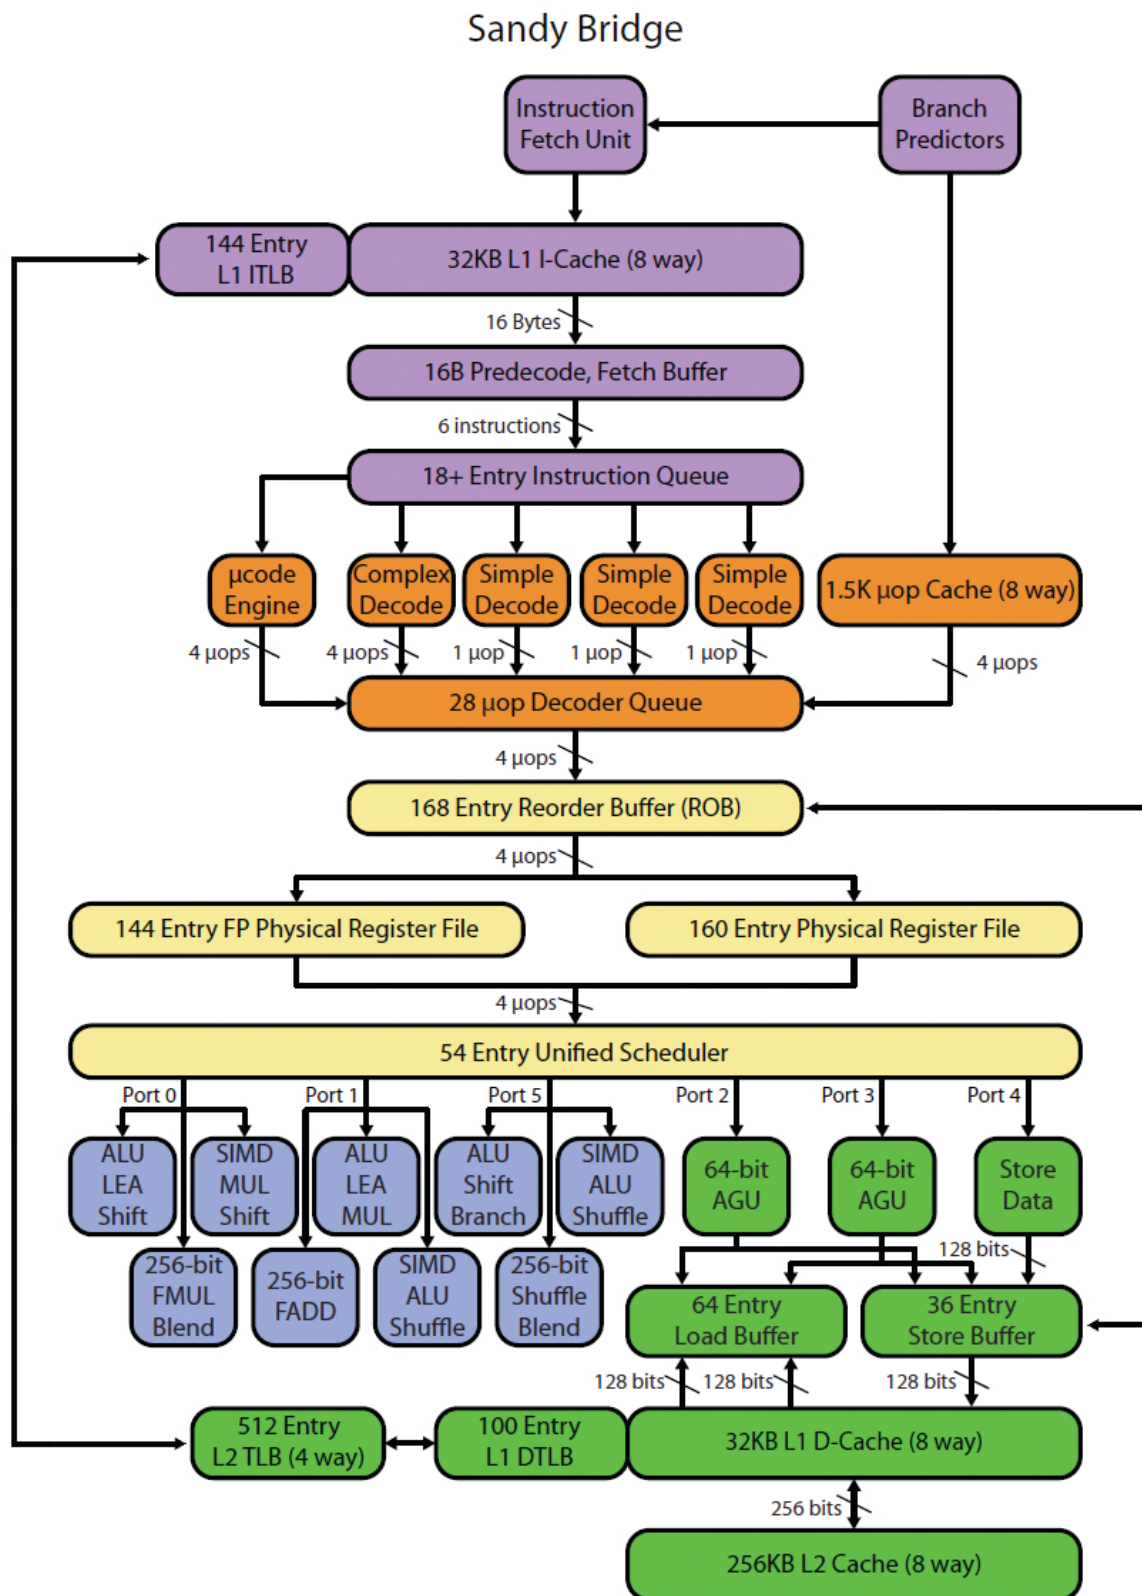 Sandy Bridge
Instruction
Fetch Unit
Branch
Predictors
144 Entry
L1 ITLB
32KB L1 I-Cache (8 way)
16 Bytes
16B Predecode, Fetch Buffer
6 instructions
18+ Entry Instruction Queue
µcode
Engine
Complex
Decode
Simple
Decode
Simple
Decode
Simple
Decode
1.5K µop Cache (8 way)
4 µops
4 µops
1 µop
1 µop
1 µop
4 µops
28 µop Decoder Queue
4 µops
168 Entry Reorder Buffer (ROB)
4 µops
144 Entry FP Physical Register File
160 Entry Physical Register File
4 µops
54 Entry Unified Scheduler
Port 0
Port 1
Port 5
Port 2
Port 3
Port 4
ALU
LEA
Shift
SIMD
MUL
Shift
ALU
LEA
MUL
ALU
Shift
Branch
SIMD
ALU
Shuffle
64-bit
AGU
64-bit
AGU
Store
Data
128 bits
256-bit
FMUL
Blend
256-bit
FADD
SIMD
ALU
Shuffle
256-bit
Shuffle
Blend
64 Entry
Load Buffer
36 Entry
Store Buffer
128 bits
128 bits
128 bits
512 Entry
L2 TLB (4 way)
100 Entry
L1 DTLB
32KB L1 D-Cache (8 way)
256 bits
256KB L2 Cache (8 way)